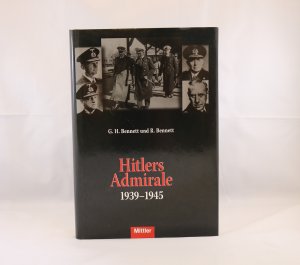 G. H. Bennett und R. Bennett
Hitlers
Admirale
1939–1945
Mittler